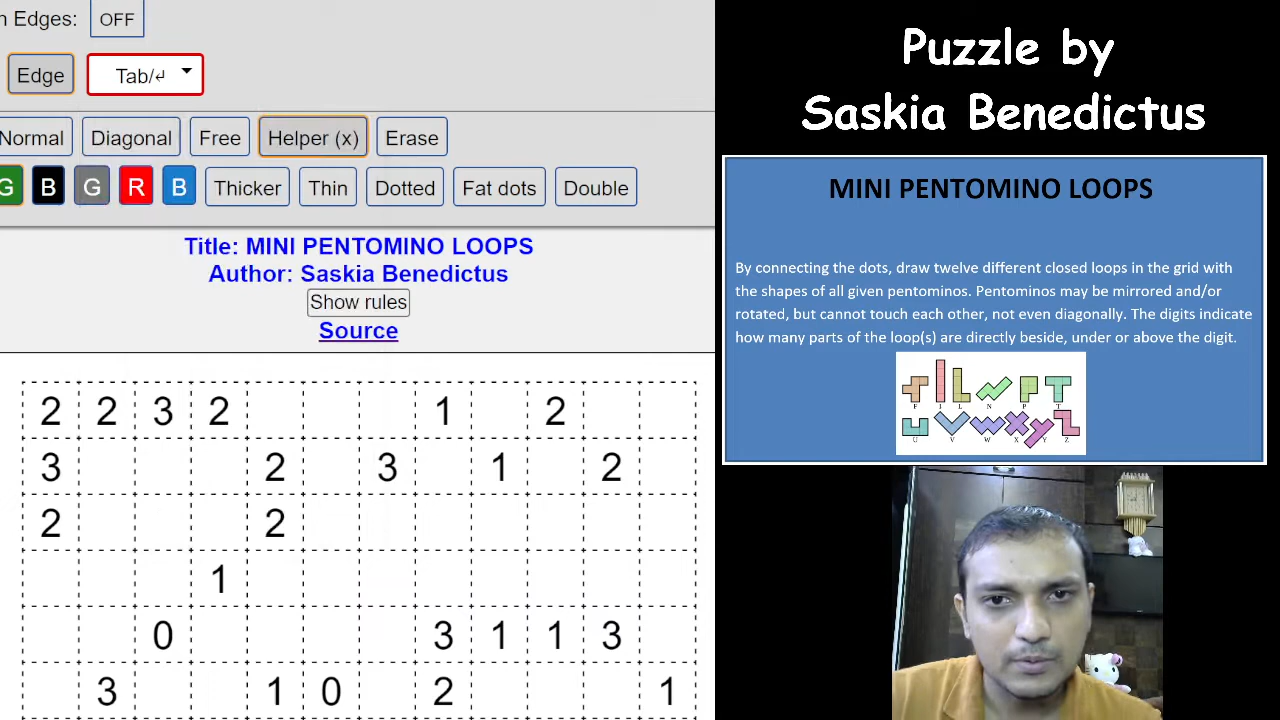 n Edges: OFF
Edge Tab/↵
Normal Diagonal Free Helper (x) Erase
G B G R B Thicker Thin Dotted Fat dots Double
Title: MINI PENTOMINO LOOPS
Author: Saskia Benedictus
Show rules
Source
2 2 3 2 1 2
3 2 3 1 2
2 2
1
0 3 1 1 3
3 1 0 2 1
Puzzle by
Saskia Benedictus
MINI PENTOMINO LOOPS
By connecting the dots, draw twelve different closed loops in the grid with
the shapes of all given pentominos. Pentominos may be mirrored and/or
rotated, but cannot touch each other, not even diagonally. The digits indicate
how many parts of the loop(s) are directly beside, under or above the digit.
F I L N P T
U V W X Y Z